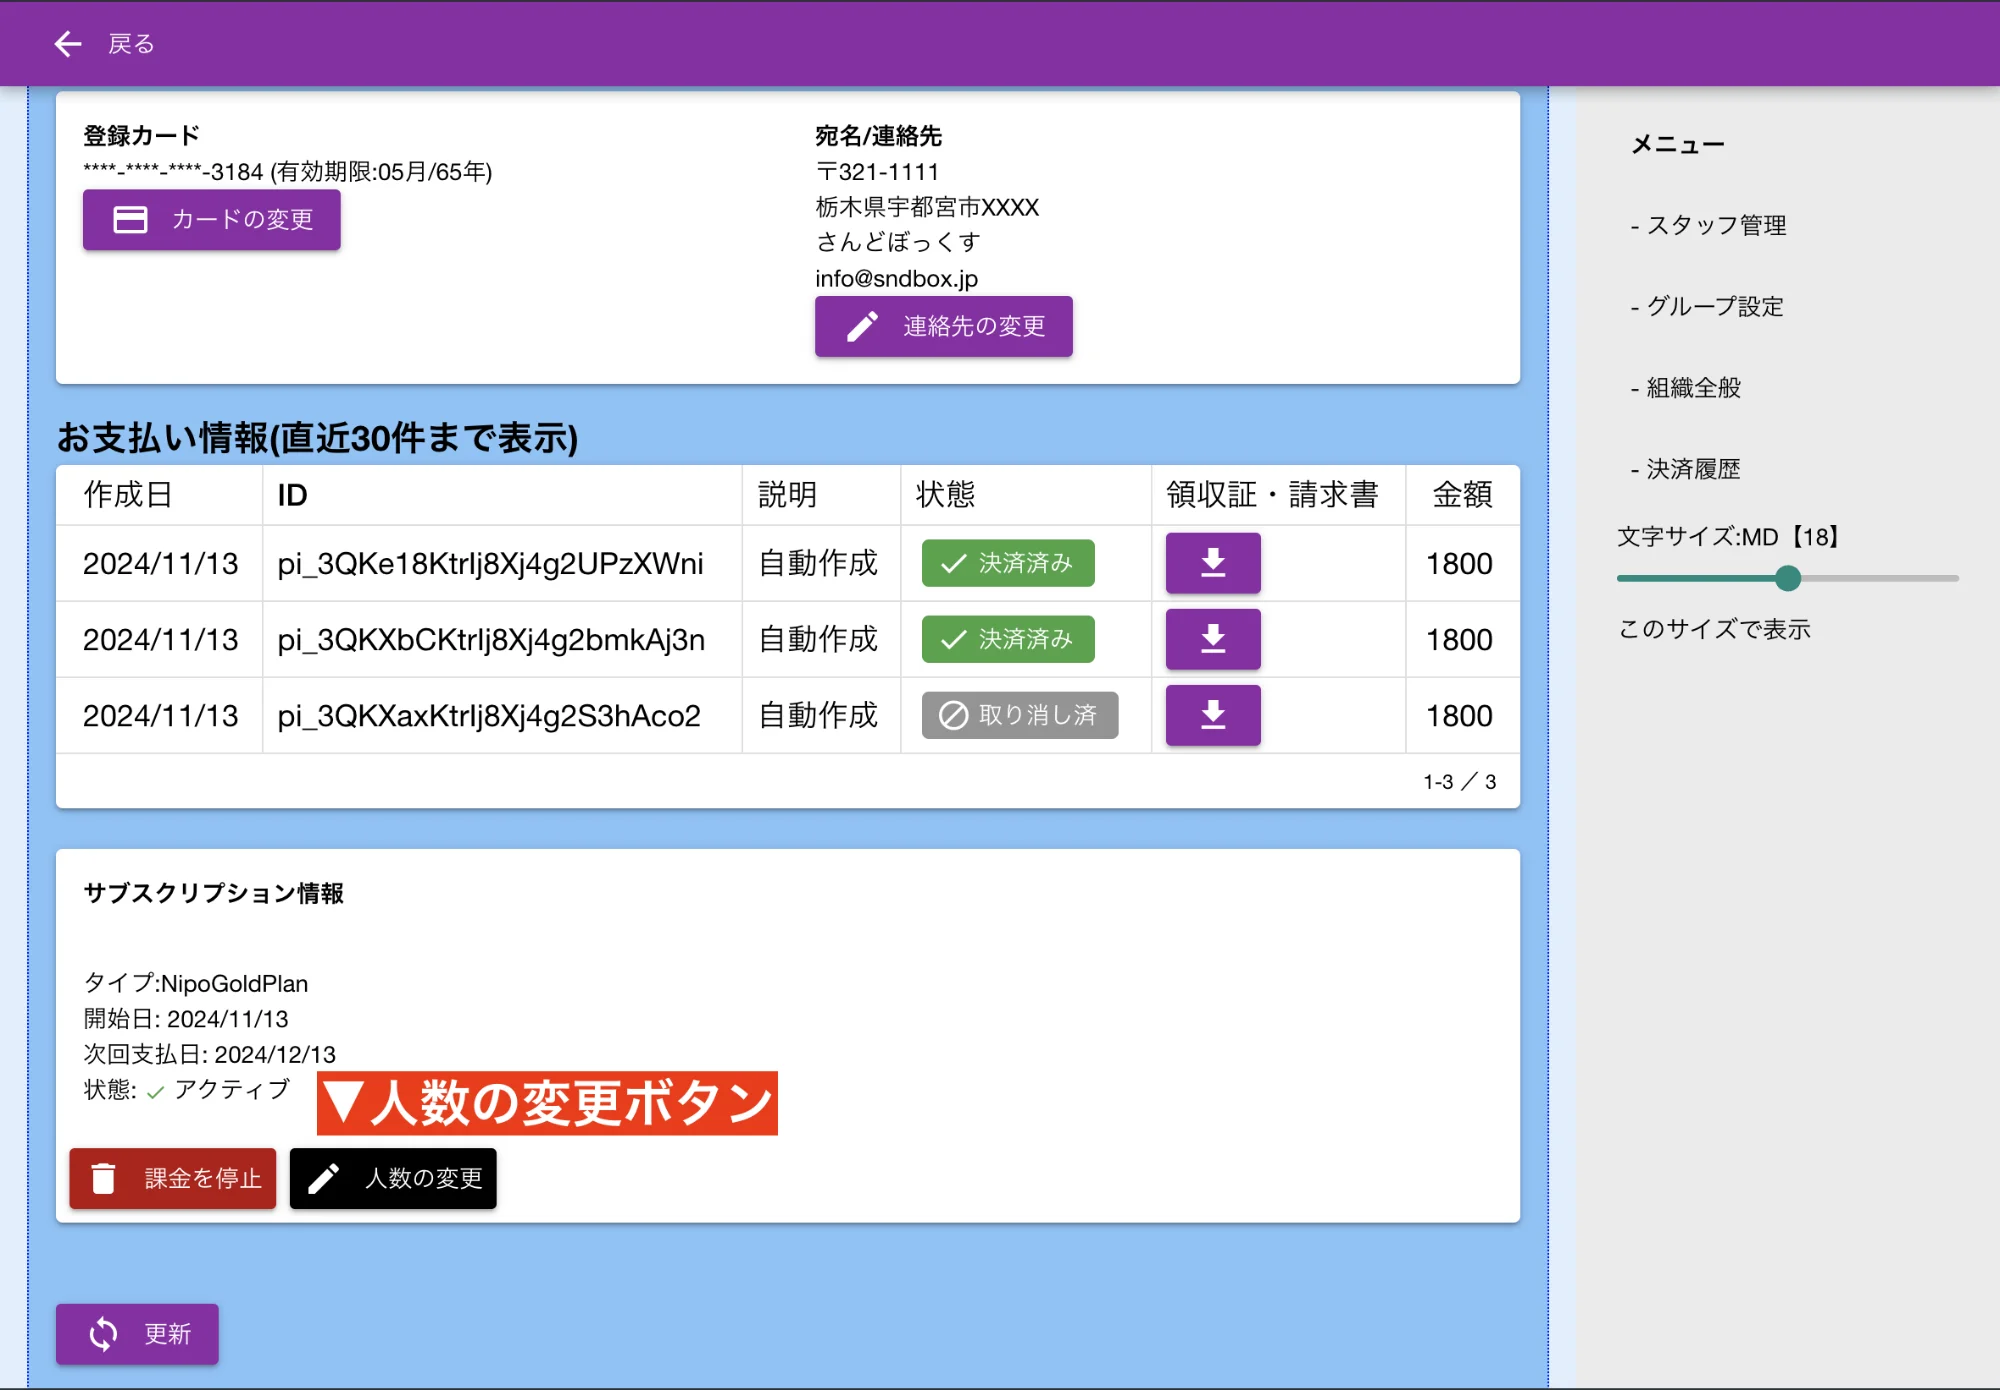 戻る
登録カード
****-****-****-3184 (有効期限:05月/65年)
カードの変更
宛名/連絡先
〒321-1111
栃木県宇都宮市XXXX
さんどぼっくす
info@sndbox.jp
連絡先の変更
お支払い情報(直近30件まで表示)
作成日 ID 説明 状態 領収証・請求書 金額
2024/11/13 pi_3QKe18KtrIj8Xj4g2UPzXWni 自動作成 決済済み 1800
2024/11/13 pi_3QKXbCKtrIj8Xj4g2bmkAj3n 自動作成 決済済み 1800
2024/11/13 pi_3QKXaxKtrIj8Xj4g2S3hAco2 自動作成 取り消し済 1800
1-3 ／ 3
サブスクリプション情報
タイプ:NipoGoldPlan
開始日: 2024/11/13
次回支払日: 2024/12/13
状態: ✓ アクティブ
▼人数の変更ボタン
課金を停止
人数の変更
更新
メニュー
- スタッフ管理
- グループ設定
- 組織全般
- 決済履歴
文字サイズ:MD【18】
このサイズで表示